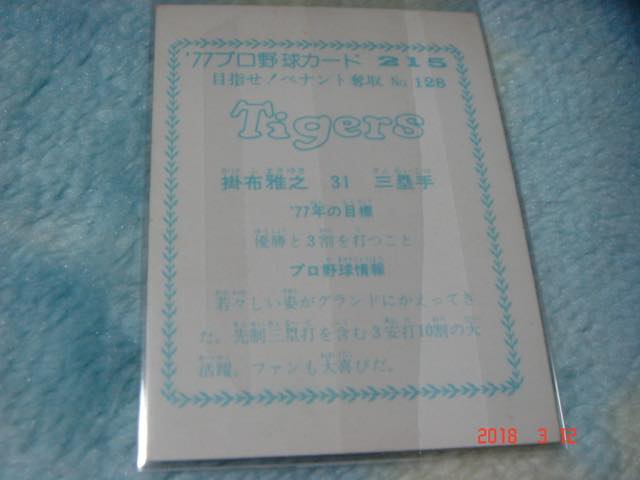 '77プロ野球カード 215
目指せ!ペナント奪取 No 128
Tigers
掛布雅之 31 三塁手
'77年の目標
優勝と3割を打つこと
プロ野球情報
若々しい姿がグランドにかえってき
た。先制三塁打を含む3安打10割の大
活躍。ファンも大喜びだ。
2018 3 12